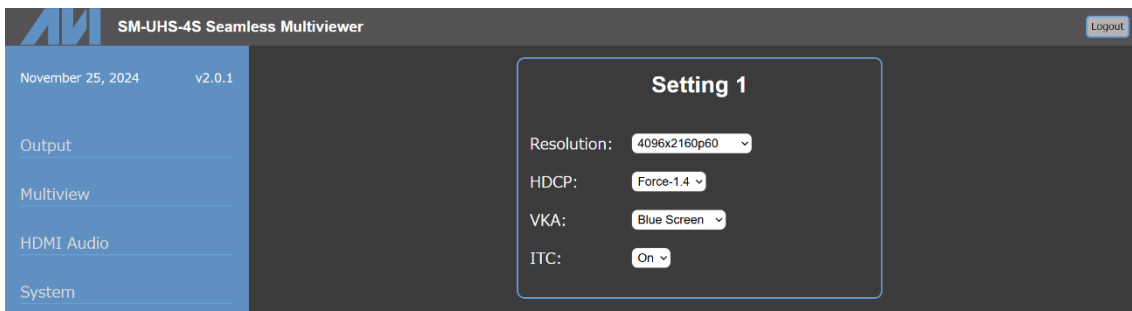 AVI SM-UHS-4S Seamless Multiviewer Logout
November 25, 2024 v2.0.1
Output
Multiview
HDMI Audio
System
Setting 1
Resolution: 4096x2160p60
HDCP: Force-1.4
VKA: Blue Screen
ITC: On